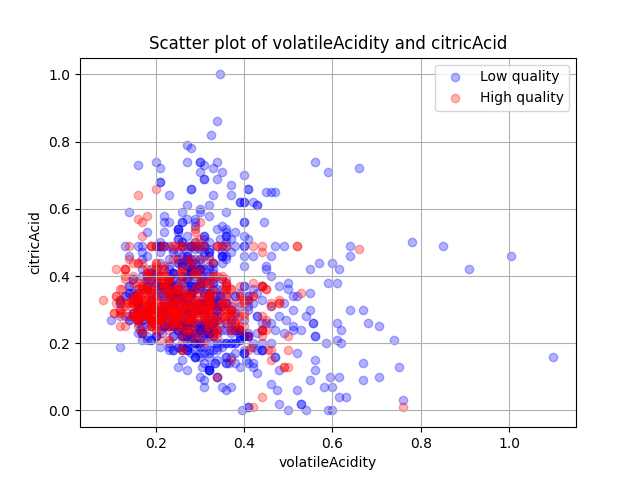 Scatter plot of volatileAcidity and citricAcid
Low quality
High quality
1.0
0.8
0.6
0.4
0.2
0.0
citricAcid
0.2 0.4 0.6 0.8 1.0
volatileAcidity